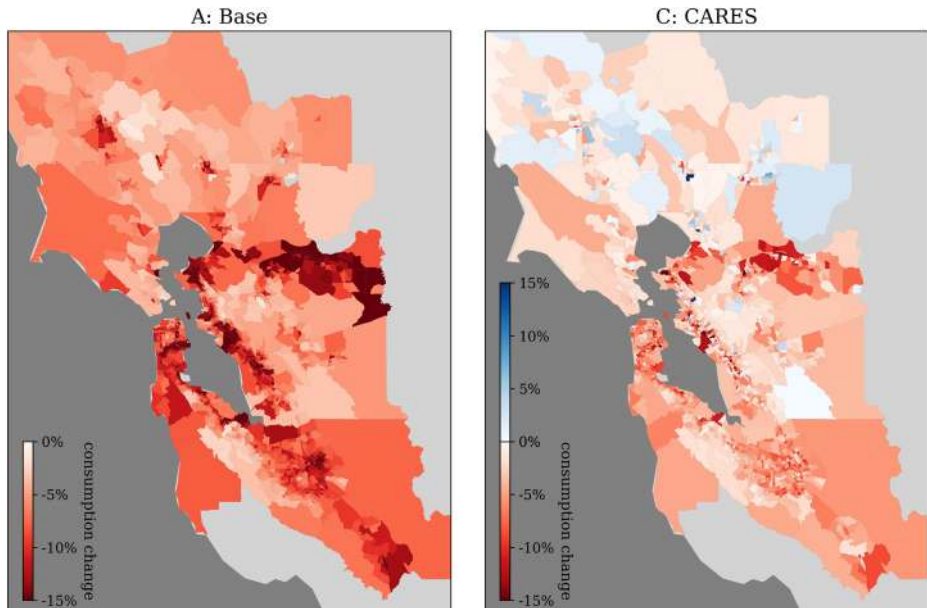 A: Base
C: CARES
0%
-5%
-10%
-15%
consumption change
15%
10%
5%
0%
-5%
-10%
-15%
consumption change